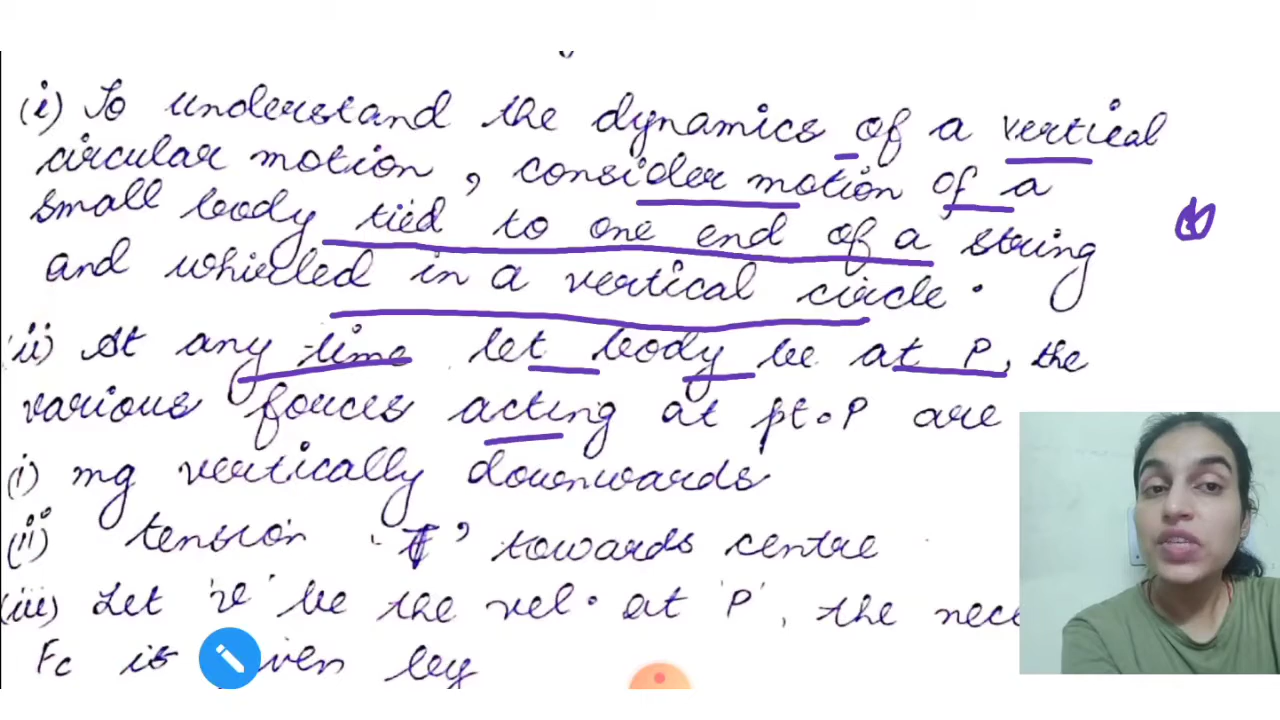 (i) To understand the dynamics of a vertical
circular motion, consider motion of a
small body tied to one end of a string
and whirled in a vertical circle.
(ii) At any time let body be at P, the
various forces acting at pt. P are
(i) mg vertically downwards
(ii) tension 'T' towards centre
(iii) Let 'v' be the vel. at 'P', the
Fc is given by